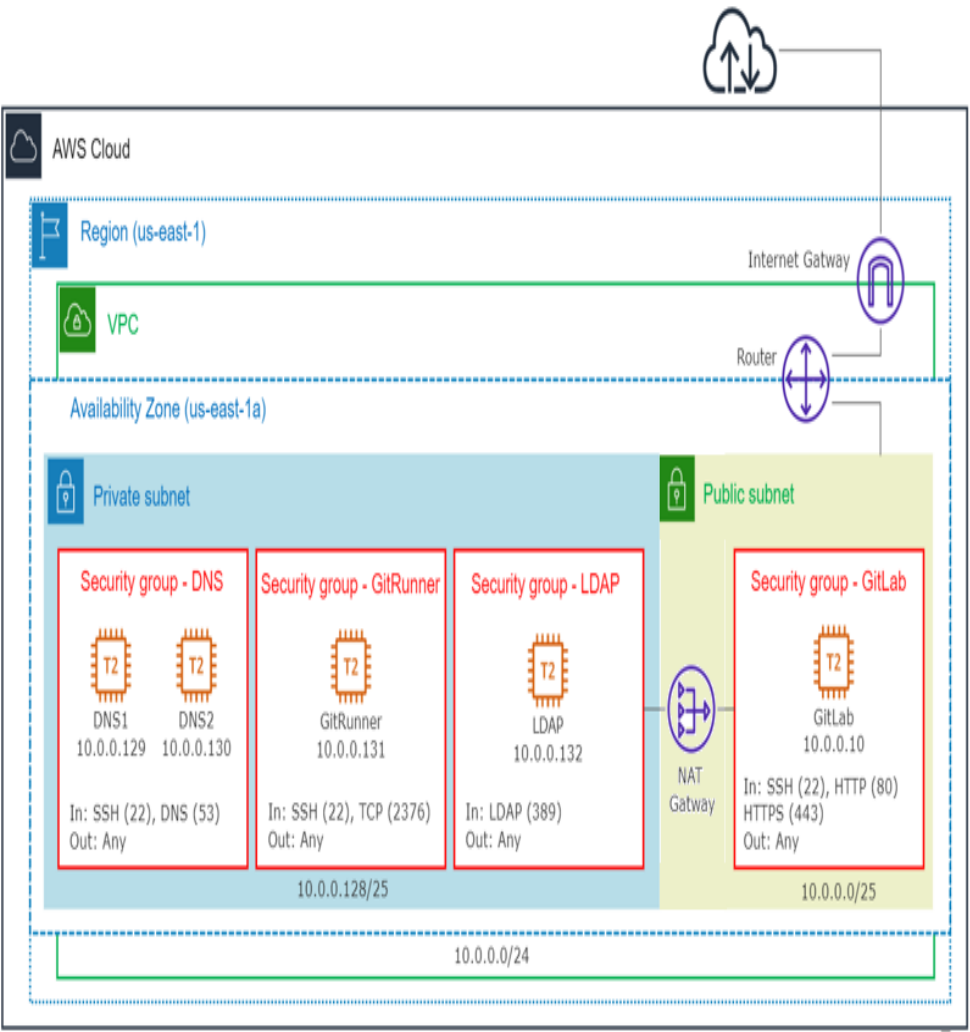 AWS Cloud
Region (us-east-1)
Internet Gatway
VPC
Router
Availability Zone (us-east-1a)
Private subnet
Public subnet
Security group - DNS
T2
T2
DNS1
DNS2
10.0.0.129
10.0.0.130
In: SSH (22), DNS (53)
Out: Any
Security group - GitRunner
T2
GitRunner
10.0.0.131
In: SSH (22), TCP (2376)
Out: Any
Security group - LDAP
T2
LDAP
10.0.0.132
In: LDAP (389)
Out: Any
10.0.0.128/25
NAT
Gatway
Security group - GitLab
T2
GitLab
10.0.0.10
In: SSH (22), HTTP (80)
HTTPS (443)
Out: Any
10.0.0.0/25
10.0.0.0/24